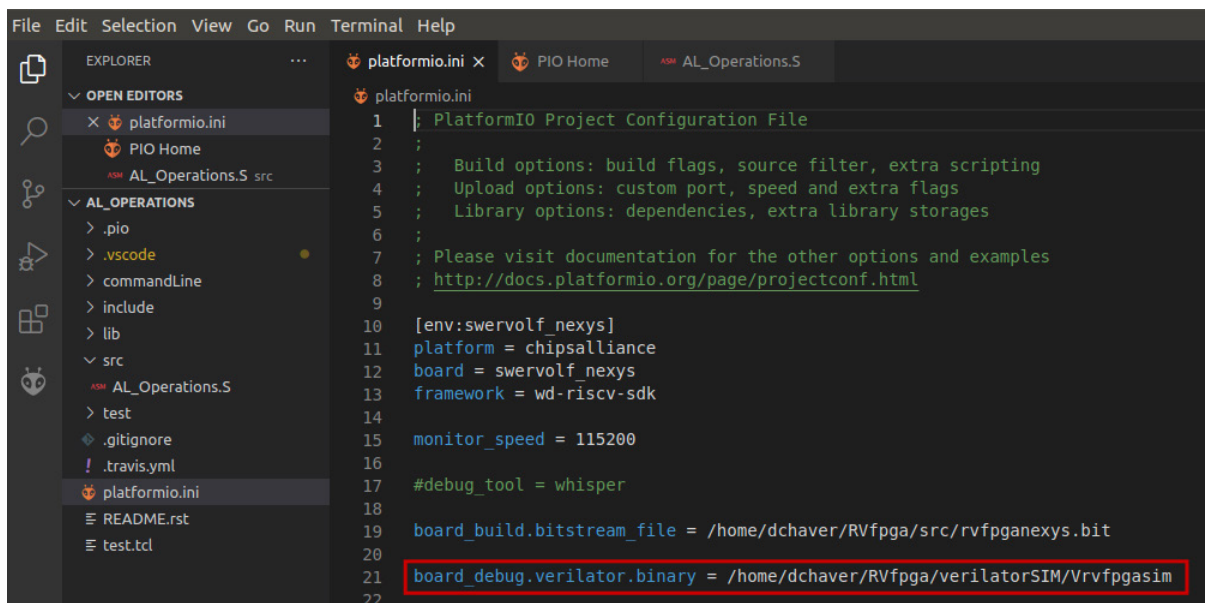 File Edit Selection View Go Run Terminal Help
EXPLORER ...
OPEN EDITORS
platformio.ini
PIO Home
ASM AL_Operations.S src
AL_OPERATIONS
.pio
.vscode
commandLine
include
lib
src
ASM AL_Operations.S
test
.gitignore
! .travis.yml
platformio.ini
README.rst
test.tcl
platformio.ini × PIO Home ASM AL_Operations.S
platformio.ini
1 ; PlatformIO Project Configuration File
2 ;
3 ;   Build options: build flags, source filter, extra scripting
4 ;   Upload options: custom port, speed and extra flags
5 ;   Library options: dependencies, extra library storages
6 ;
7 ; Please visit documentation for the other options and examples
8 ; http://docs.platformio.org/page/projectconf.html
9
10 [env:swervolf_nexys]
11 platform = chipsalliance
12 board = swervolf_nexys
13 framework = wd-riscv-sdk
14
15 monitor_speed = 115200
16
17 #debug_tool = whisper
18
19 board_build.bitstream_file = /home/dchaver/RVfpga/src/rvfpganexys.bit
20
21 board_debug.verilator.binary = /home/dchaver/RVfpga/verilatorSIM/Vrvfpgasim
22